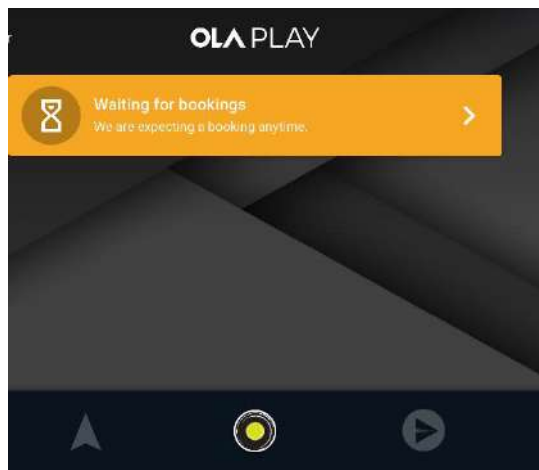 r
OLA PLAY
Waiting for bookings
We are expecting a booking anytime.